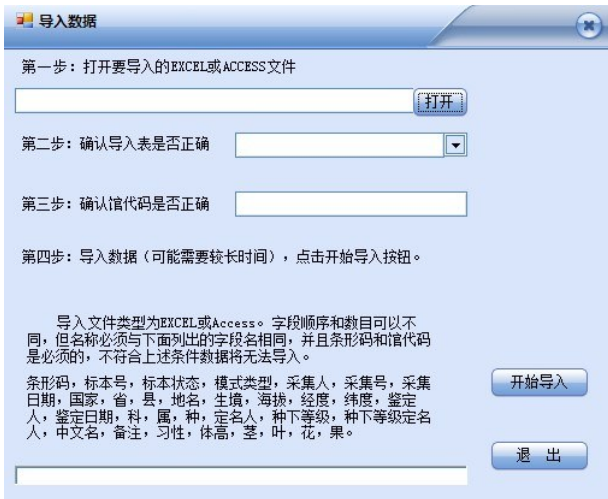 导入数据
第一步：打开要导入的EXCEL或ACCESS文件
打开
第二步：确认导入表是否正确
第三步：确认馆代码是否正确
第四步：导入数据（可能需要较长时间），点击开始导入按钮。
导入文件类型为EXCEL或Access。字段顺序和数目可以不
同，但名称必须与下面列出的字段名相同，并且条形码和馆代码
是必须的，不符合上述条件数据将无法导入。
条形码，标本号，标本状态，模式类型，采集人，采集号，采集
日期，国家，省，县，地名，生境，海拔，经度，纬度，鉴定
人，鉴定日期，科，属，种，定名人，种下等级，种下等级定名
人，中文名，备注，习性，体高，茎，叶，花，果。
开始导入
退 出